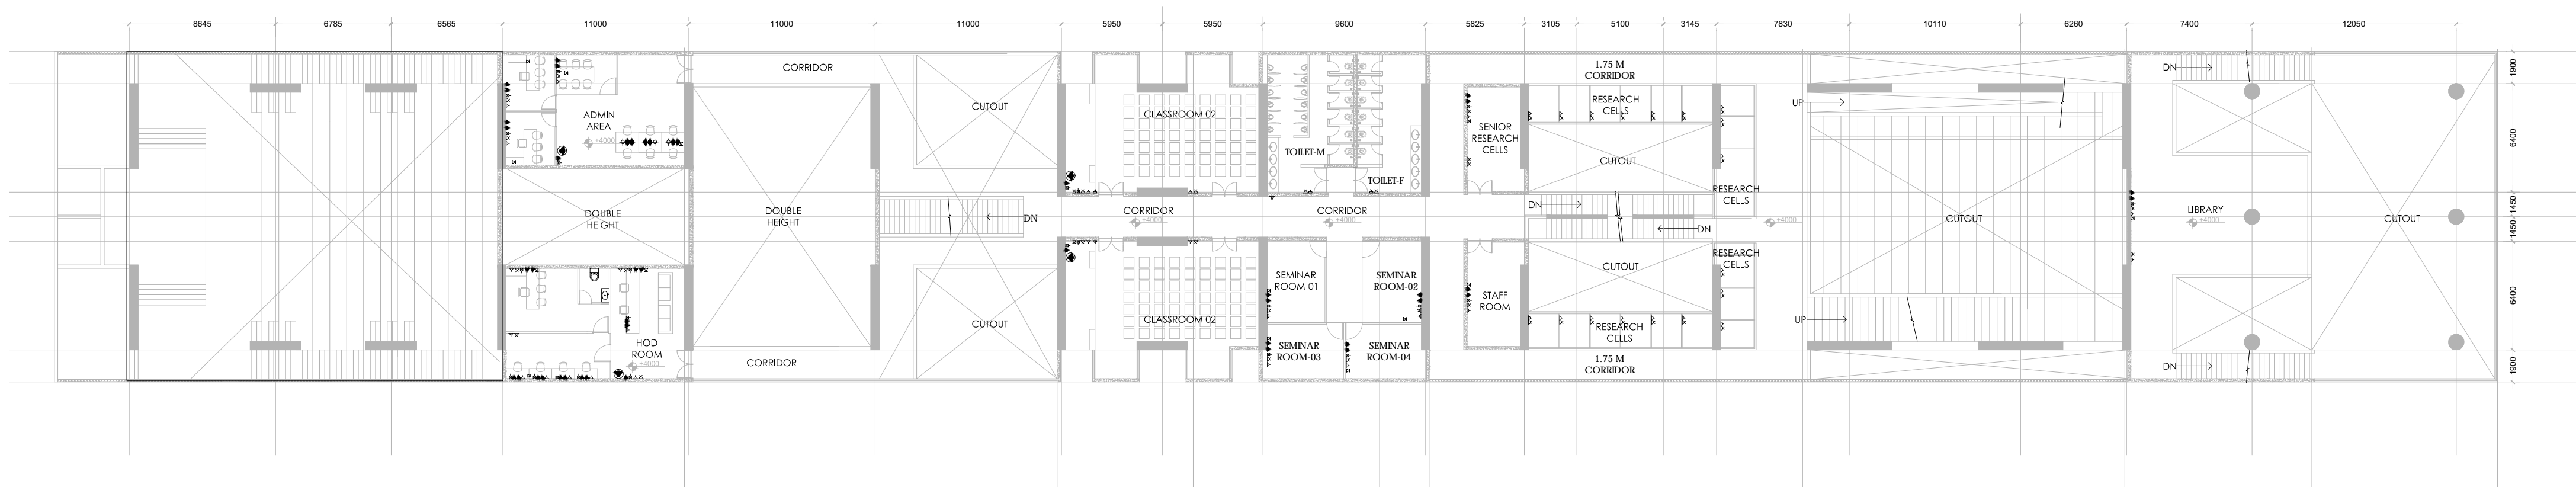 8645 6785 6565 11000 11000 11000 5950 5950 9600 5825 3105 5100 3145 7830 10110 6260 7400 12050
CORRIDOR
1.75 M
CORRIDOR
DN
1900
ADMIN
AREA
+4000
CUTOUT
CLASSROOM 02
TOILET-M
TOILET-F
SENIOR
RESEARCH
CELLS
RESEARCH
CELLS
CUTOUT
RESEARCH
CELLS
UP
6400
DOUBLE
HEIGHT
DOUBLE
HEIGHT
DN
CORRIDOR
+4000
CORRIDOR
+4000
DN
DN
+4000
CUTOUT
LIBRARY
+4000
CUTOUT
1450
1450
HOD
ROOM
+4000
CUTOUT
CLASSROOM 02
SEMINAR
ROOM-01
SEMINAR
ROOM-02
SEMINAR
ROOM-03
SEMINAR
ROOM-04
STAFF
ROOM
CUTOUT
RESEARCH
CELLS
RESEARCH
CELLS
UP
6400
CORRIDOR
1.75 M
CORRIDOR
DN
1900